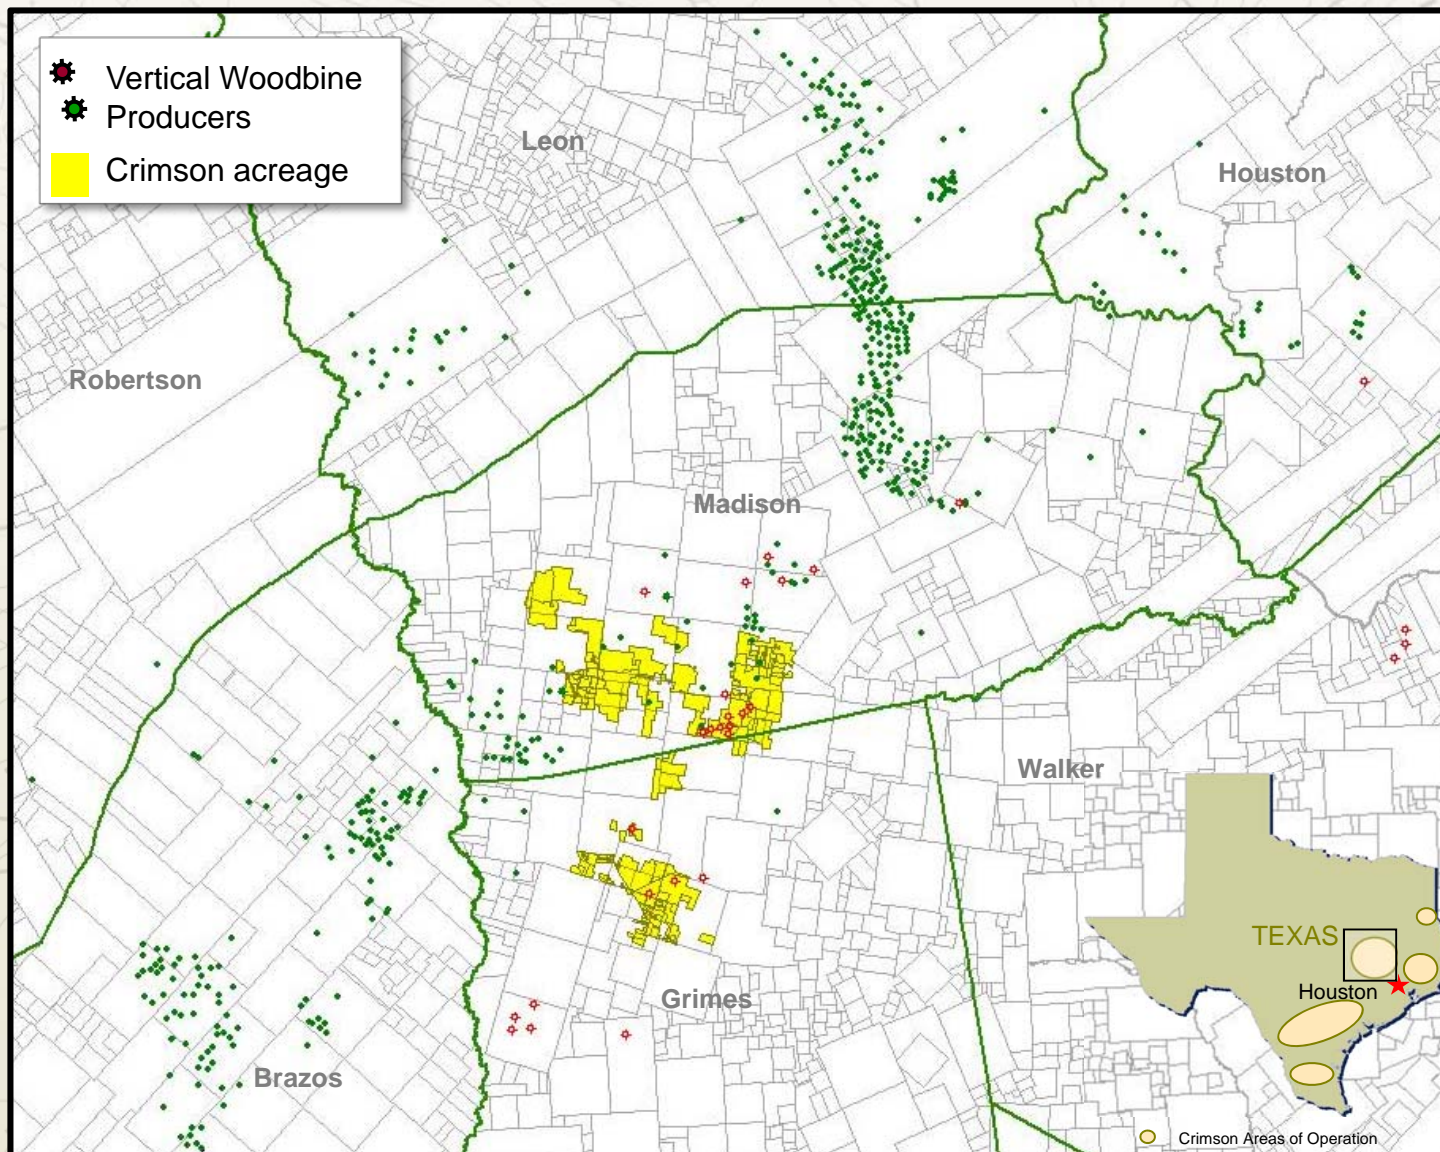 Vertical Woodbine
Producers
Crimson acreage
Leon
Houston
Robertson
Madison
Walker
TEXAS
Houston
Grimes
Brazos
Crimson Areas of Operation